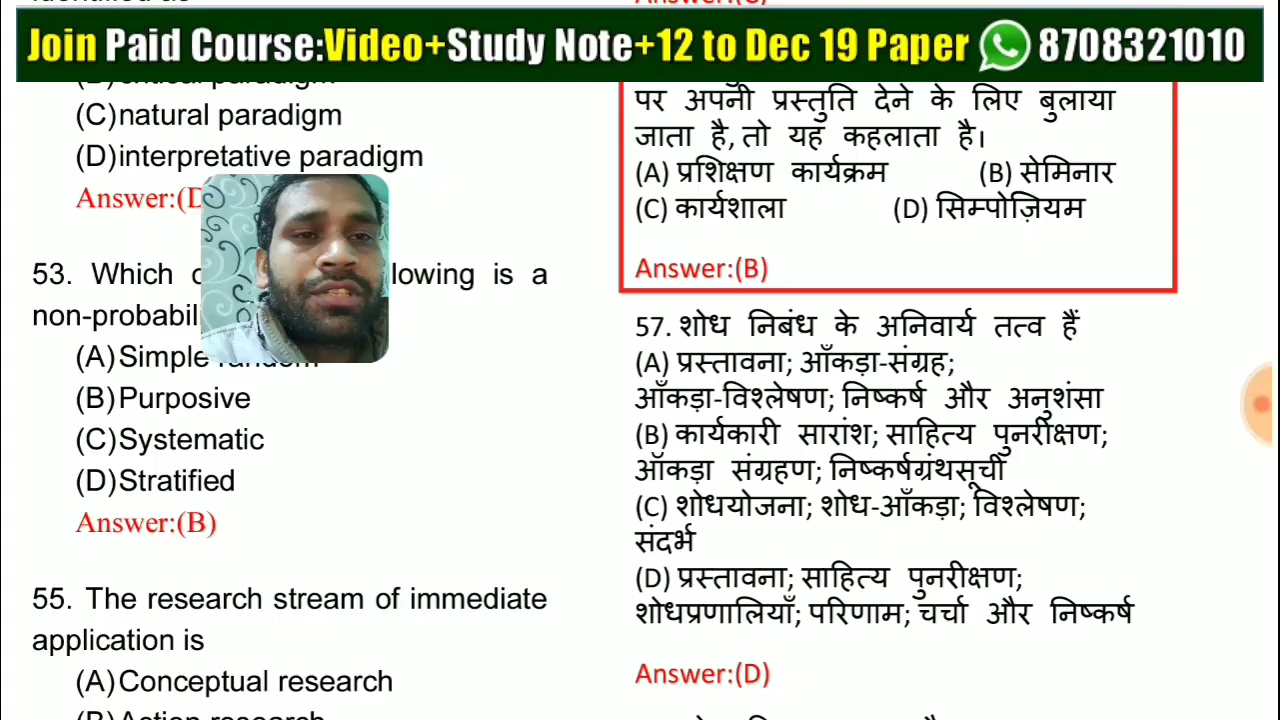 Join Paid Course:Video+Study Note+12 to Dec 19 Paper 8708321010
(C)natural paradigm
(D)interpretative paradigm
Answer:(D
53. Which lowing is a
non-probabil
(A)Simple random
(B)Purposive
(C)Systematic
(D)Stratified
Answer:(B)
55. The research stream of immediate
application is
(A)Conceptual research
(B)Action research
पर अपनी प्रस्तुति देने के लिए बुलाया
जाता है, तो यह कहलाता है।
(A) प्रशिक्षण कार्यक्रम (B) सेमिनार
(C) कार्यशाला (D) सिम्पोज़ियम
Answer:(B)
57. शोध निबंध के अनिवार्य तत्व हैं
(A) प्रस्तावना; आँकड़ा-संग्रह;
आँकड़ा-विश्लेषण; निष्कर्ष और अनुशंसा
(B) कार्यकारी सारांश; साहित्य पुनरीक्षण;
ऑकड़ा संग्रहण; निष्कर्षग्रंथसूची
(C) शोधयोजना; शोध-आँकड़ा; विश्लेषण;
संदर्भ
(D) प्रस्तावना; साहित्य पुनरीक्षण;
शोधप्रणालियाँ; परिणाम; चर्चा और निष्कर्ष
Answer:(D)